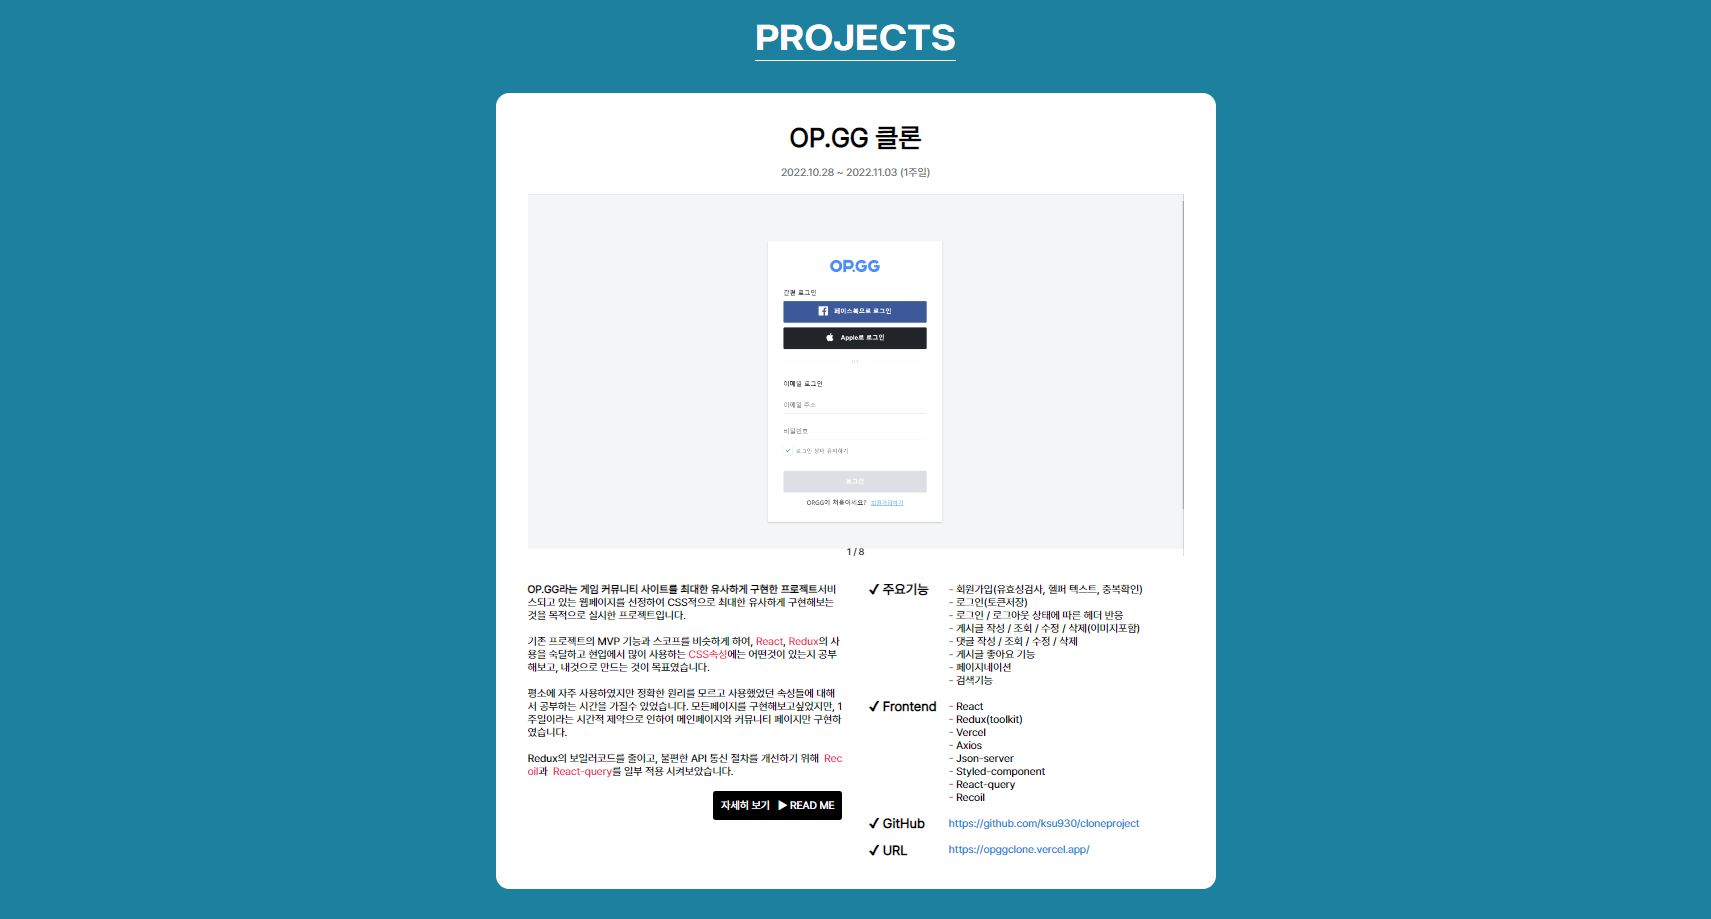 PROJECTS
OP.GG 클론
2022.10.28 ~ 2022.11.03 (1주일)
OP.GG
간편 로그인
페이스북으로 로그인
Apple로 로그인
이메일 로그인
이메일 주소
비밀번호
로그인 상태 유지하기
로그인
OP.GG에 처음이세요? 회원가입하기
1 / 8
OP.GG라는 게임 커뮤니티 사이트를 최대한 유사하게 구현한 프로젝트서비
스되고 있는 웹페이지를 선정하여 CSS적으로 최대한 유사하게 구현해보는
것을 목적으로 실시한 프로젝트입니다.
기존 프로젝트의 MVP 기능과 스코프를 비슷하게 하여, React, Redux의 사
용을 숙달하고 현업에서 많이 사용하는 CSS속성에는 어떤것이 있는지 공부
해보고, 내것으로 만드는 것이 목표였습니다.
평소에 자주 사용하였지만 정확한 원리를 모르고 사용했었던 속성들에 대해
서 공부하는 시간을 가질수 있었습니다. 모든페이지를 구현해보고싶었지만, 1
주일이라는 시간적 제약으로 인하여 메인페이지와 커뮤니티 페이지만 구현하
였습니다.
Redux의 보일러코드를 줄이고, 불편한 API 통신 절차를 개선하기 위해 Rec
oil과 React-query를 일부 적용 시켜보았습니다.
자세히 보기 ▶ READ ME
✔ 주요기능
- 회원가입(유효성검사, 헬퍼 텍스트, 중복확인)
- 로그인(토큰저장)
- 로그인 / 로그아웃 상태에 따른 헤더 반응
- 게시글 작성 / 조회 / 수정 / 삭제(이미지포함)
- 댓글 작성 / 조회 / 수정 / 삭제
- 게시글 좋아요 기능
- 페이지네이션
- 검색기능
✔ Frontend
- React
- Redux(toolkit)
- Vercel
- Axios
- Json-server
- Styled-component
- React-query
- Recoil
✔ GitHub
https://github.com/ksu930/cloneproject
✔ URL
https://opggclone.vercel.app/